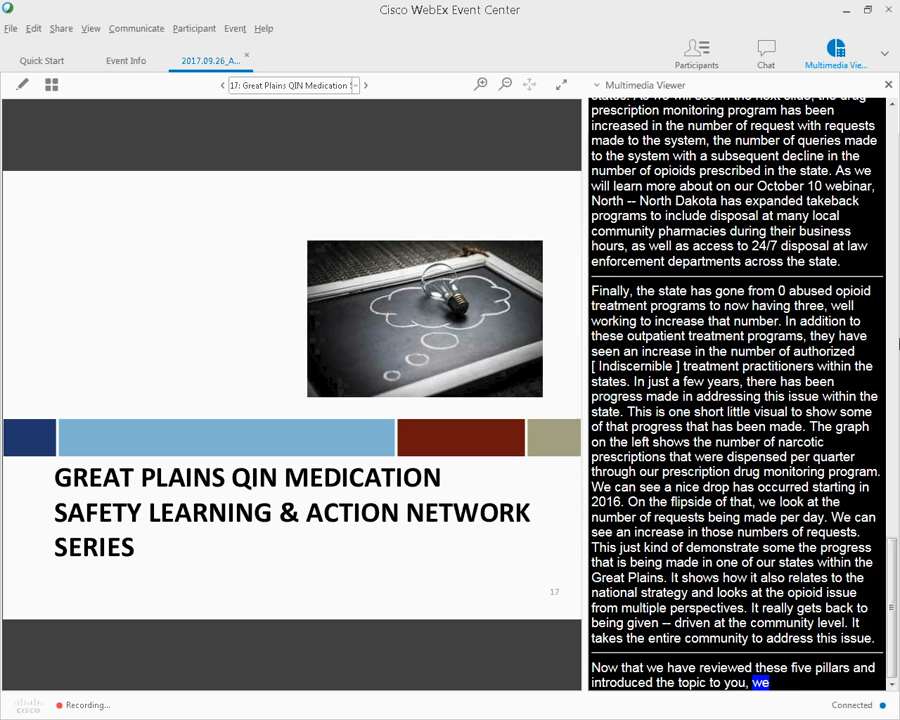 Cisco WebEx Event Center
File Edit Share View Communicate Participant Event Help
Quick Start Event Info 2017.09.26_A...
Participants Chat Multimedia Vie...
17: Great Plains QIN Medication
Multimedia Viewer
states. As we will see in the next slide, the drug
prescription monitoring program has been
increased in the number of request with requests
made to the system, the number of queries made
to the system with a subsequent decline in the
number of opioids prescribed in the state. As we
will learn more about on our October 10 webinar,
North -- North Dakota has expanded takeback
programs to include disposal at many local
community pharmacies during their business
hours, as well as access to 24/7 disposal at law
enforcement departments across the state.
Finally, the state has gone from 0 abused opioid
treatment programs to now having three, well
working to increase that number. In addition to
these outpatient treatment programs, they have
seen an increase in the number of authorized
[ Indiscernible ] treatment practitioners within the
states. In just a few years, there has been
progress made in addressing this issue within the
state. This is one short little visual to show some
of that progress that has been made. The graph
on the left shows the number of narcotic
prescriptions that were dispensed per quarter
through our prescription drug monitoring program.
We can see a nice drop has occurred starting in
2016. On the flipside of that, we look at the
number of requests being made per day. We can
see an increase in those numbers of requests.
This just kind of demonstrate some the progress
that is being made in one of our states within the
Great Plains. It shows how it also relates to the
national strategy and looks at the opioid issue
from multiple perspectives. It really gets back to
being given -- driven at the community level. It
takes the entire community to address this issue.
Now that we have reviewed these five pillars and
introduced the topic to you, we
GREAT PLAINS QIN MEDICATION
SAFETY LEARNING & ACTION NETWORK
SERIES
17
cisco
Recording...
Connected